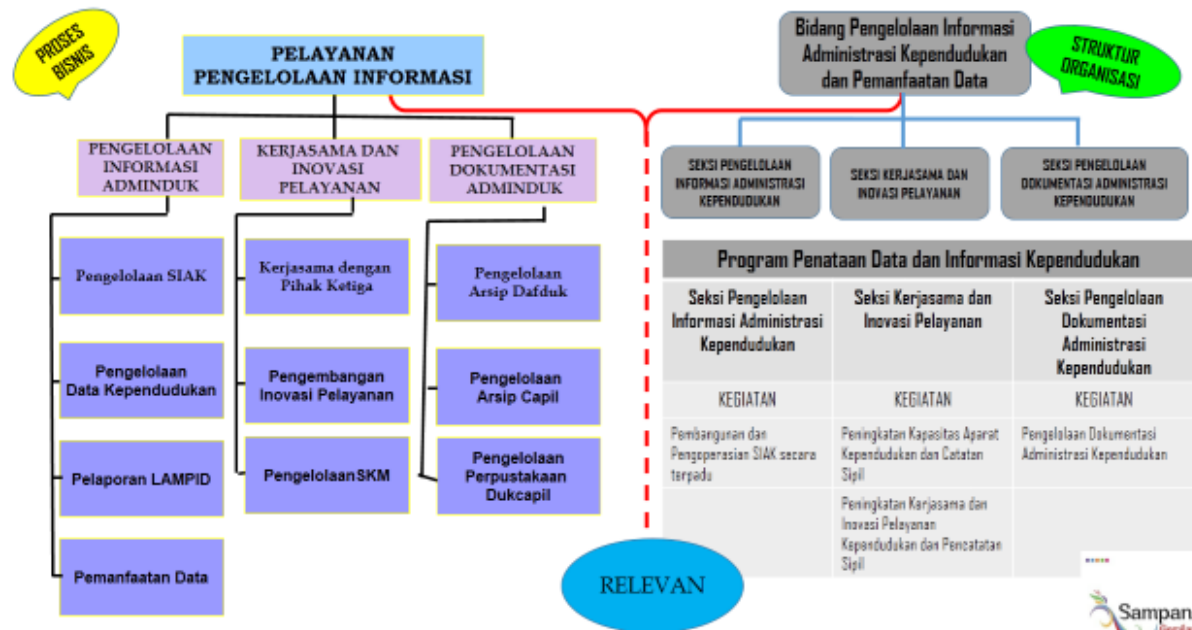 PROSES
BISNIS
PELAYANAN
PENGELOLAAN INFORMASI
PENGELOLAAN
INFORMASI
ADMINDUK
KERJASAMA DAN
INOVASI
PELAYANAN
PENGELOLAAN
DOKUMENTASI
ADMINDUK
Pengelolaan SIAK
Pengelolaan
Data Kependudukan
Pelaporan LAMPID
Pemanfaatan Data
Kerjasama dengan
Pihak Ketiga
Pengembangan
Inovasi Pelayanan
PengelolaanSKM
Pengelolaan
Arsip Dafduk
Pengelolaan
Arsip Capil
Pengelolaan
Perpustakaan
Dukcapil
Bidang Pengelolaan Informasi
Administrasi Kependudukan
dan Pemanfaatan Data
STRUKTUR
ORGANISASI
SEKSI PENGELOLAAN
INFORMASI ADMINISTRASI
KEPENDUDUKAN
SEKSI KERJASAMA DAN
INOVASI PELAYANAN
SEKSI PENGELOLAAN
DOKUMENTASI ADMINISTRASI
KEPENDUDUKAN
Program Penataan Data dan Informasi Kependudukan
Seksi Pengelolaan
Informasi Administrasi
Kependudukan
Seksi Kerjasama dan
Inovasi Pelayanan
Seksi Pengelolaan
Dokumentasi
Administrasi
Kependudukan
KEGIATAN
KEGIATAN
KEGIATAN
Pembangunan dan
Pengoperasian SIAK secara
terpadu
Peningkatan Kapasitas Aparat
Kependudukan dan Catatan
Sipil
Pengelolaan Dokumentasi
Administrasi Kependudukan
Peningkatan Kerjasama dan
Inovasi Pelayanan
Kependudukan dan Pencatatan
Sipil
RELEVAN
Sampan